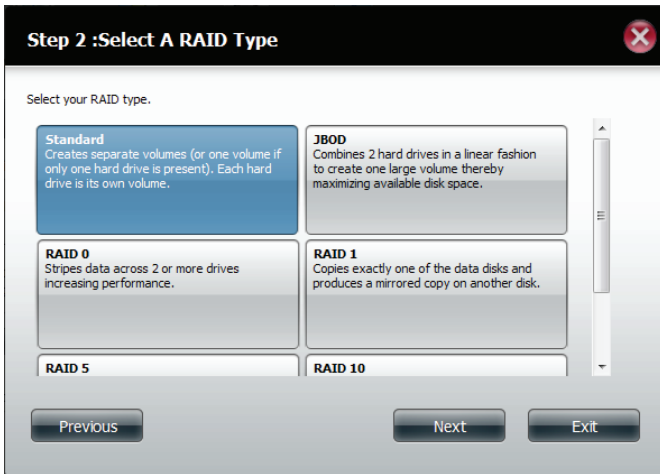 Step 2 :Select A RAID Type
Select your RAID type.
Standard
Creates separate volumes (or one volume if
only one hard drive is present). Each hard
drive is its own volume.
JBOD
Combines 2 hard drives in a linear fashion
to create one large volume thereby
maximizing available disk space.
RAID 0
Stripes data across 2 or more drives
increasing performance.
RAID 1
Copies exactly one of the data disks and
produces a mirrored copy on another disk.
RAID 5
RAID 10
Previous
Next
Exit